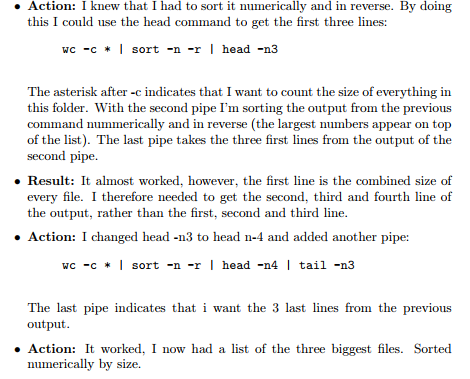 • Action: I knew that I had to sort it numerically and in reverse. By doing
this I could use the head command to get the first three lines:
wc -c * | sort -n -r | head -n3
The asterisk after -c indicates that I want to count the size of everything in
this folder. With the second pipe I'm sorting the output from the previous
command nummerically and in reverse (the largest numbers appear on top
of the list). The last pipe takes the three first lines from the output of the
second pipe.
• Result: It almost worked, however, the first line is the combined size of
every file. I therefore needed to get the second, third and fourth line of
the output, rather than the first, second and third line.
• Action: I changed head -n3 to head n-4 and added another pipe:
wc -c * | sort -n -r | head -n4 | tail -n3
The last pipe indicates that i want the 3 last lines from the previous
output.
• Action: It worked, I now had a list of the three biggest files. Sorted
numerically by size.